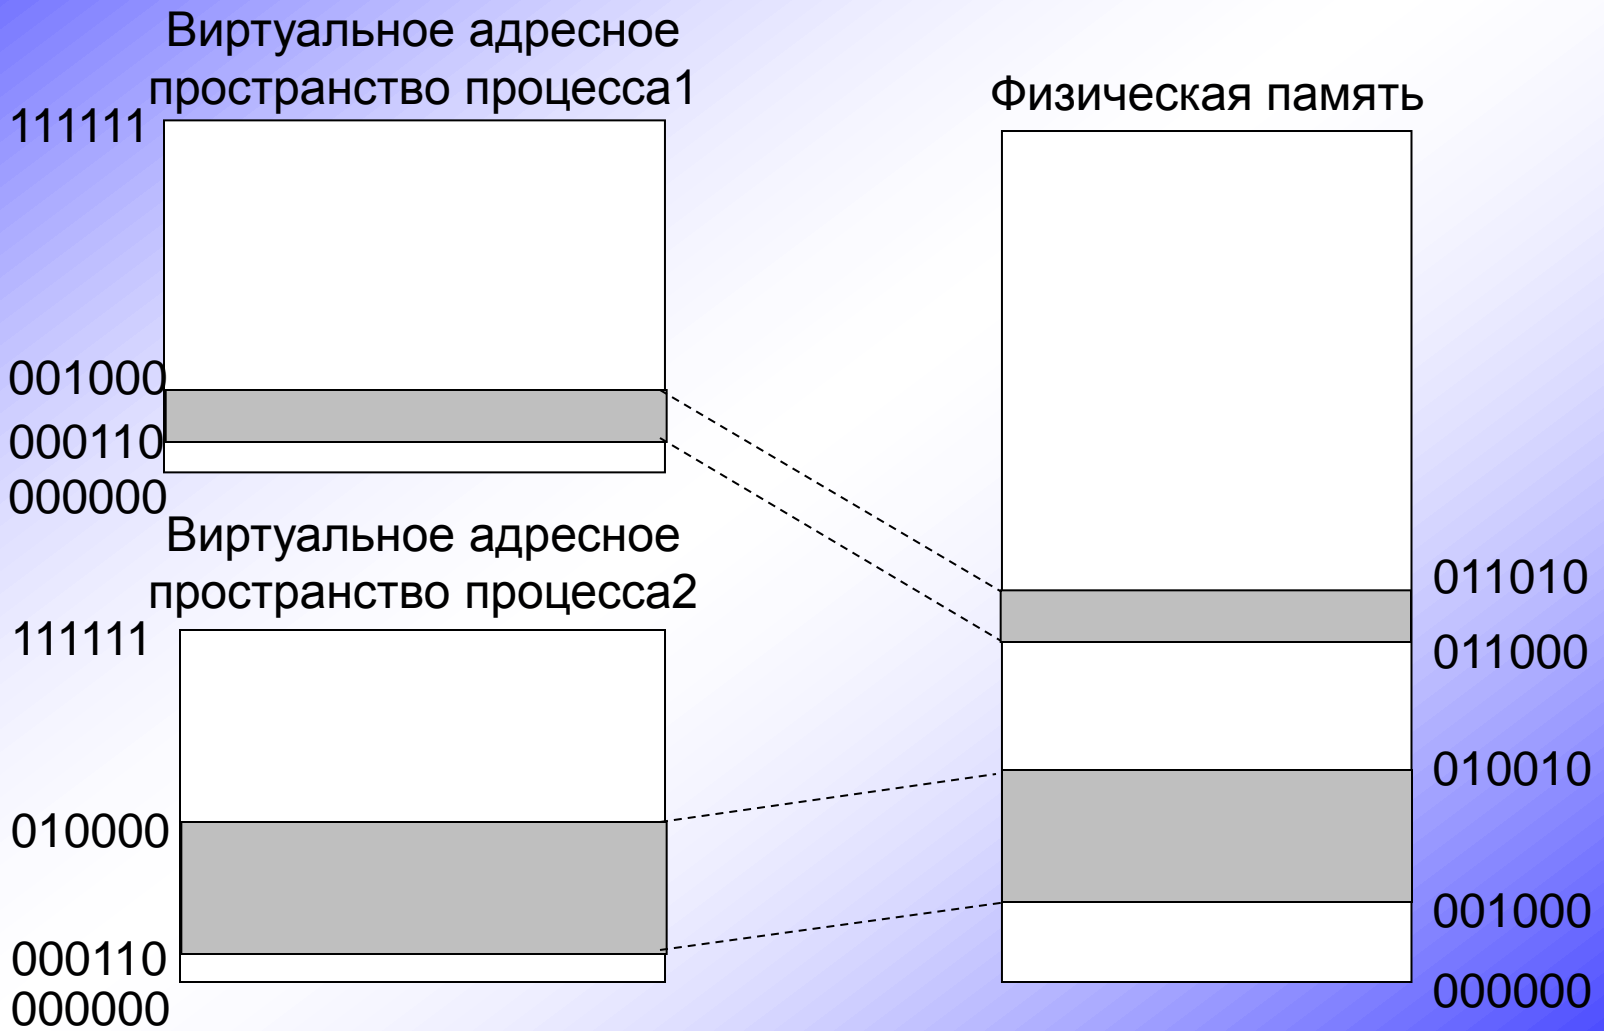 Виртуальное адресное
пространство процесса1
111111
001000
000110
000000
Виртуальное адресное
пространство процесса2
111111
010000
000110
000000
Физическая память
011010
011000
010010
001000
000000